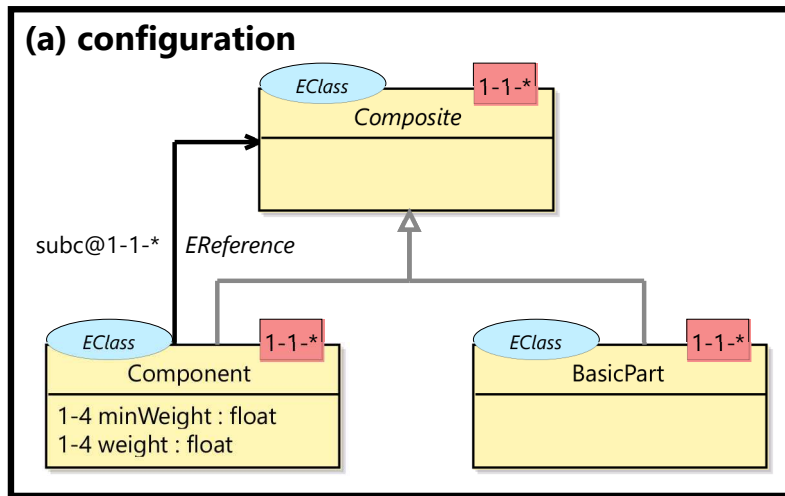 (a) configuration
EClass
1-1-*
Composite
subc@1-1-*
EReference
EClass
1-1-*
Component
1-4 minWeight : float
1-4 weight : float
EClass
1-1-*
BasicPart